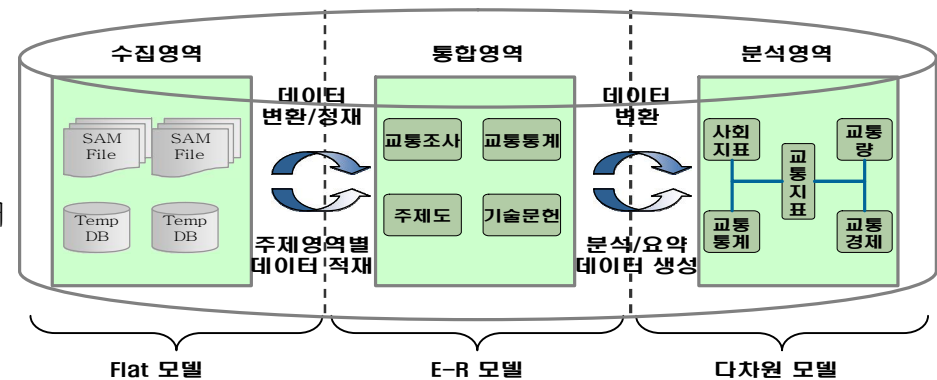 수집영역
통합영역
분석영역
데이터
변환/정재
데이터
변환
SAM
File
SAM
File
Temp
DB
Temp
DB
교통조사
교통통계
주제도
기술문헌
사회
지표
교통
량
교
통
지
표
교통
통계
교통
경제
주제영역별
데이터 적재
분석/요약
데이터 생성
Flat 모델
E-R 모델
다차원 모델